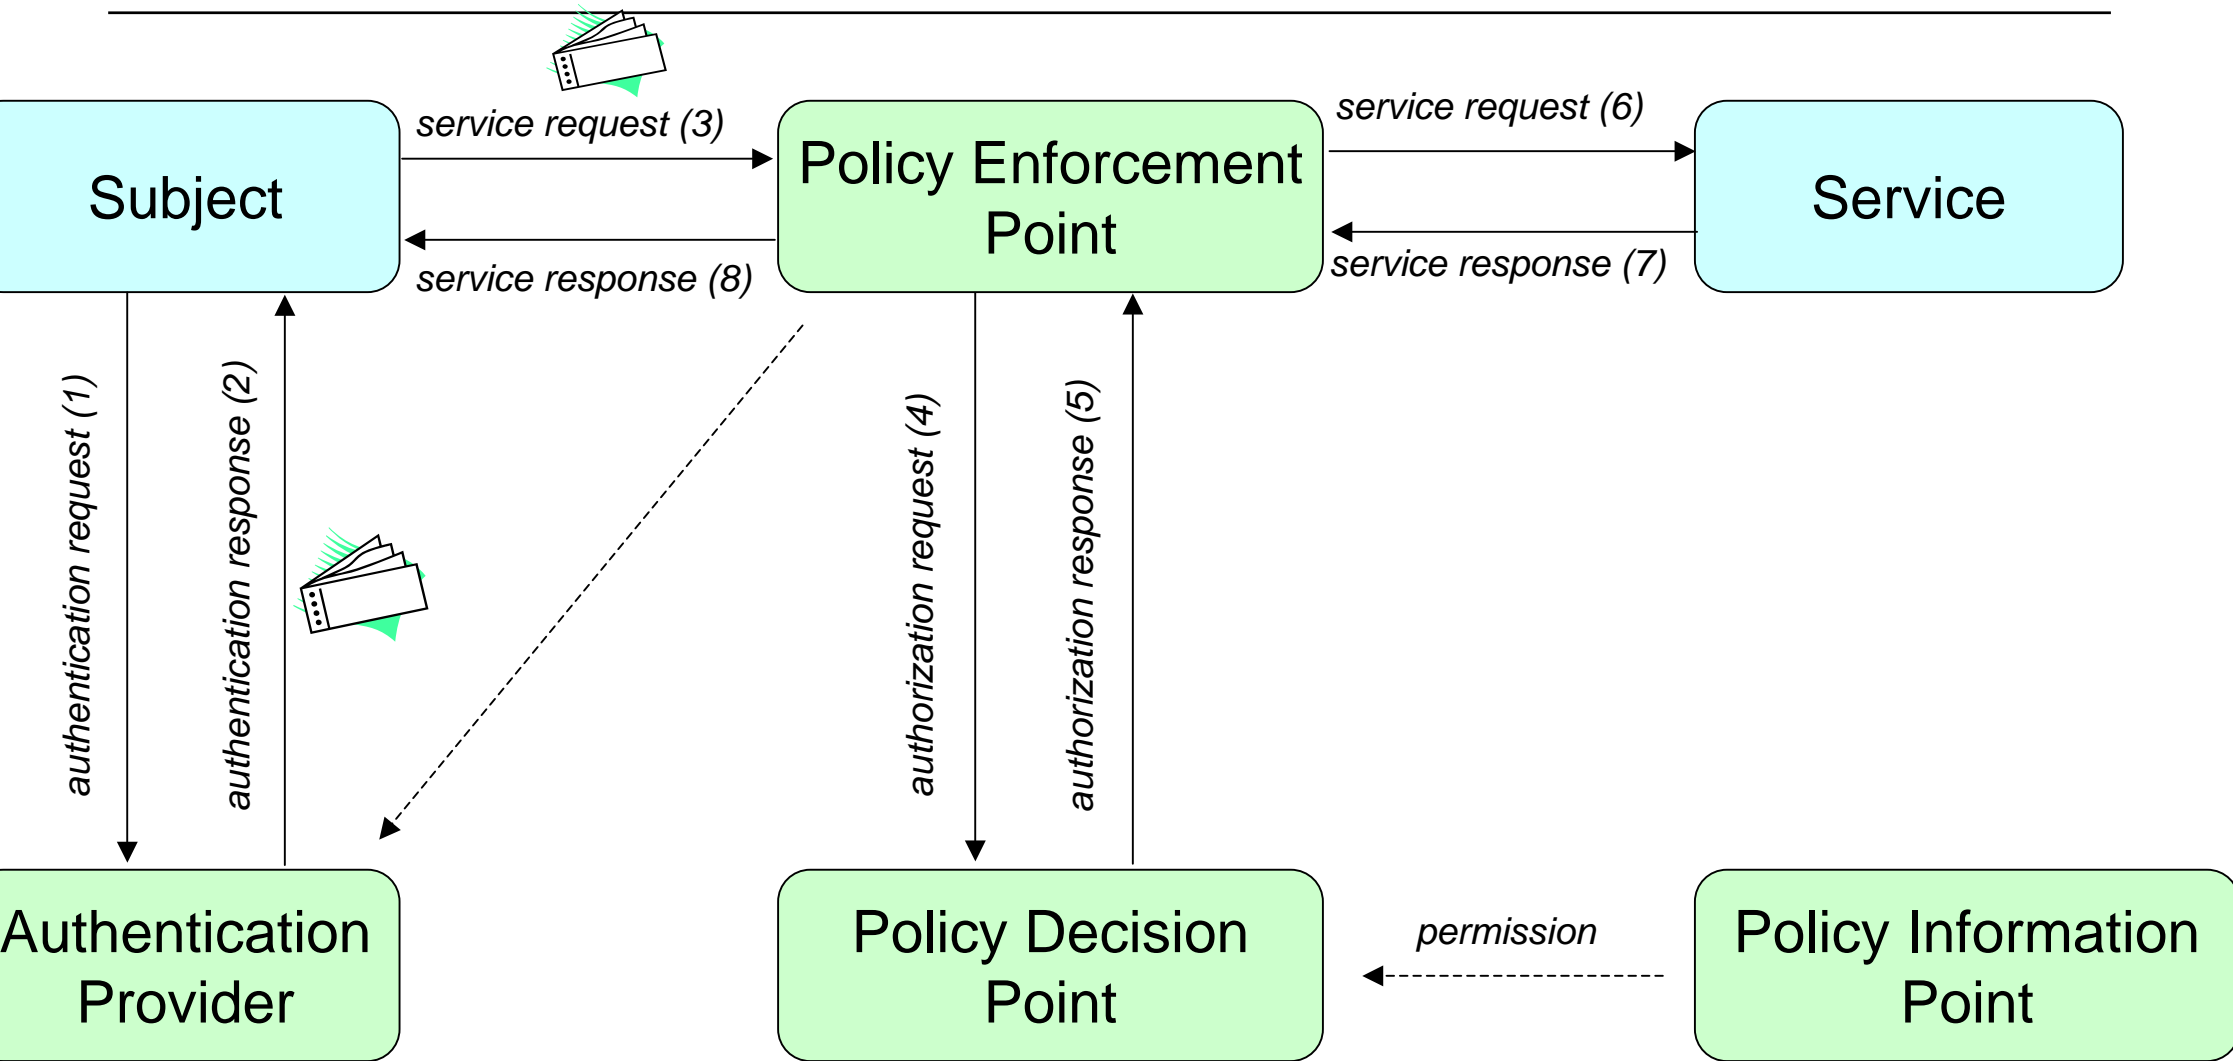 service request (3)
service request (6)
Subject
Policy Enforcement
Point
Service
service response (8)
service response (7)
authentication request (1)
authentication response (2)
authorization request (4)
authorization response (5)
Authentication
Provider
Policy Decision
Point
permission
Policy Information
Point